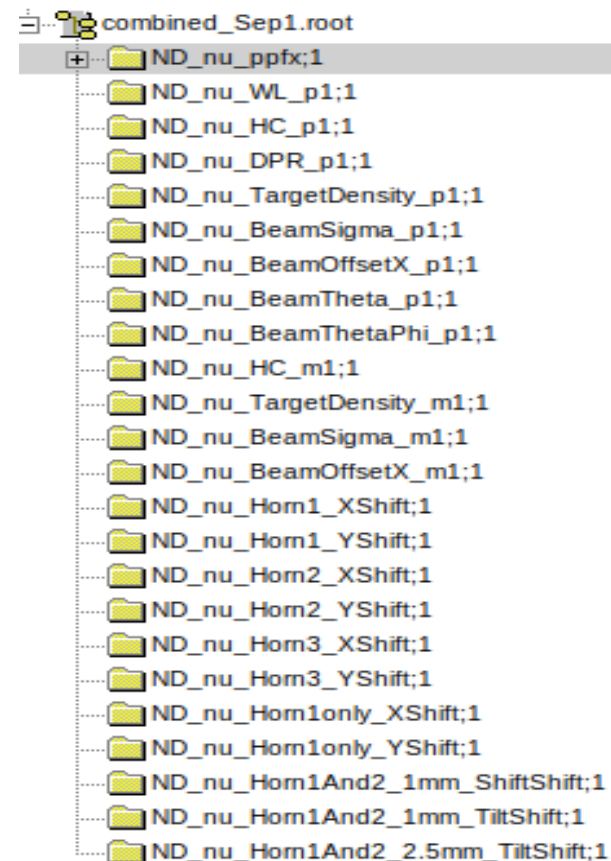 combined_Sep1.root
ND_nu_ppfx;1
ND_nu_WL_p1;1
ND_nu_HC_p1;1
ND_nu_DPR_p1;1
ND_nu_TargetDensity_p1;1
ND_nu_BeamSigma_p1;1
ND_nu_BeamOffsetX_p1;1
ND_nu_BeamTheta_p1;1
ND_nu_BeamThetaPhi_p1;1
ND_nu_HC_m1;1
ND_nu_TargetDensity_m1;1
ND_nu_BeamSigma_m1;1
ND_nu_BeamOffsetX_m1;1
ND_nu_Horn1_XShift;1
ND_nu_Horn1_YShift;1
ND_nu_Horn2_XShift;1
ND_nu_Horn2_YShift;1
ND_nu_Horn3_XShift;1
ND_nu_Horn3_YShift;1
ND_nu_Horn1only_XShift;1
ND_nu_Horn1only_YShift;1
ND_nu_Horn1And2_1mm_ShiftShift;1
ND_nu_Horn1And2_1mm_TiltShift;1
ND_nu_Horn1And2_2.5mm_TiltShift;1